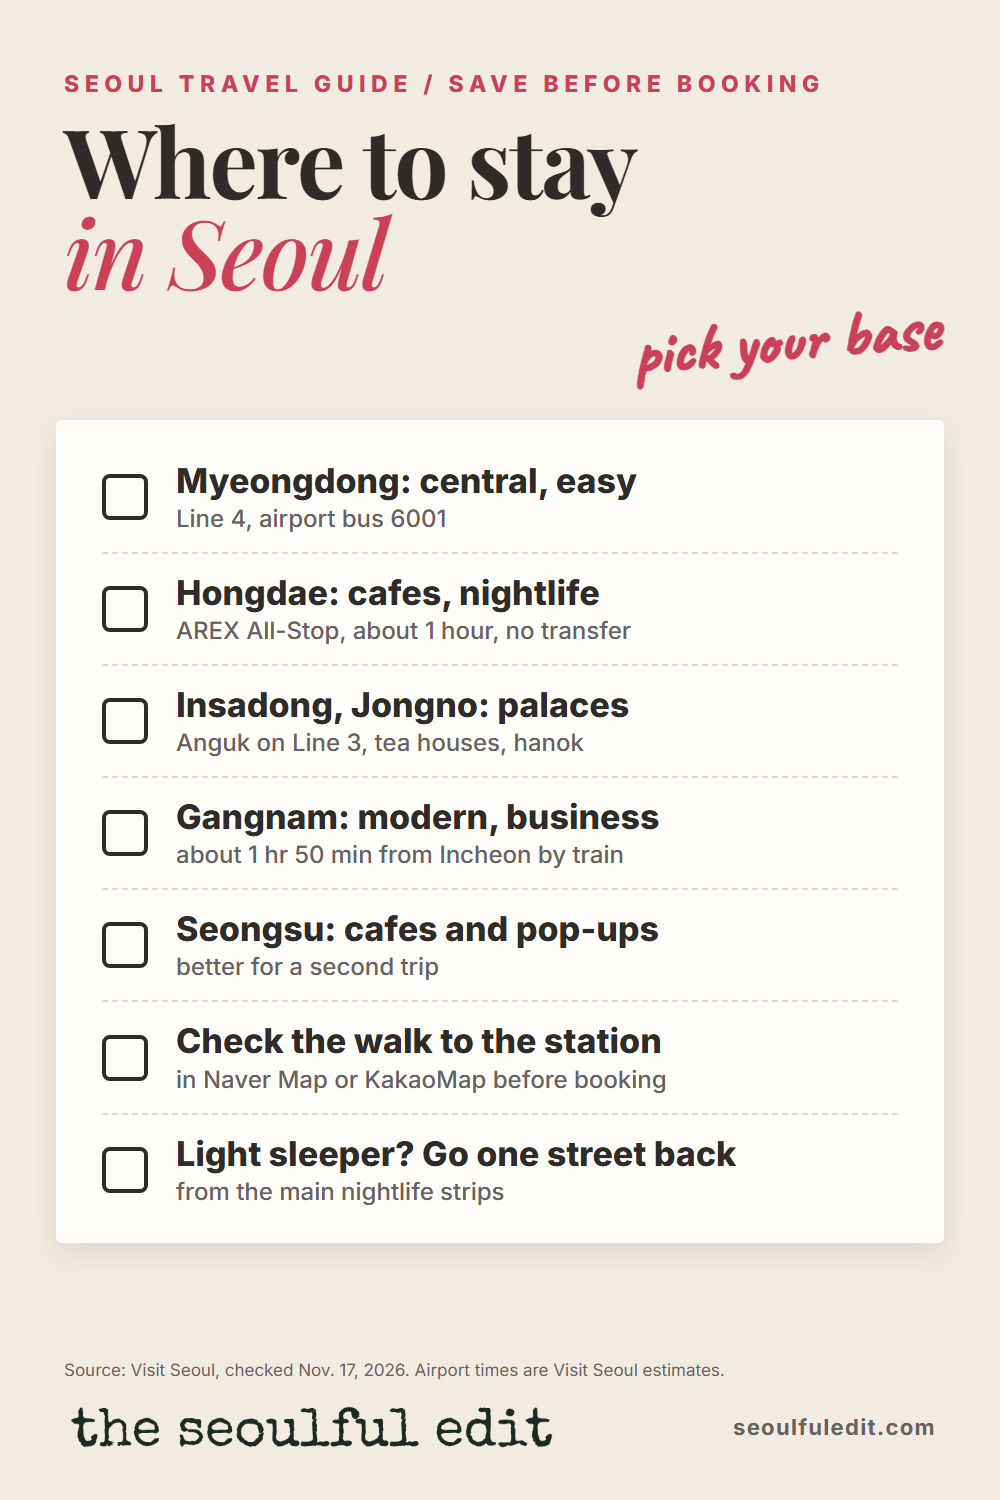 SEOUL TRAVEL GUIDE / SAVE BEFORE BOOKING
Where to stay
in Seoul
pick your base
Myeongdong: central, easy
Line 4, airport bus 6001
Hongdae: cafes, nightlife
AREX All-Stop, about 1 hour, no transfer
Insadong, Jongno: palaces
Anguk on Line 3, tea houses, hanok
Gangnam: modern, business
about 1 hr 50 min from Incheon by train
Seongsu: cafes and pop-ups
better for a second trip
Check the walk to the station
in Naver Map or KakaoMap before booking
Light sleeper? Go one street back
from the main nightlife strips
Source: Visit Seoul, checked Nov. 17, 2026. Airport times are Visit Seoul estimates.
the seoulful edit
seoulfuledit.com